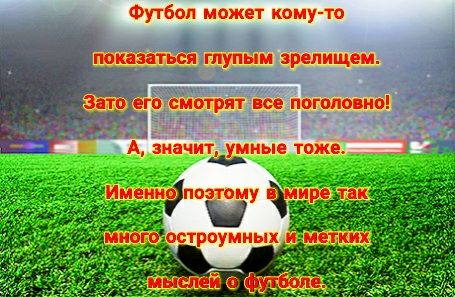 Футбол может кому-то
показаться глупым зрелищем.
Зато его смотрят все поголовно!
А, значит, умные тоже.
Именно поэтому в мире так
много остроумных и метких
мыслей о футболе.